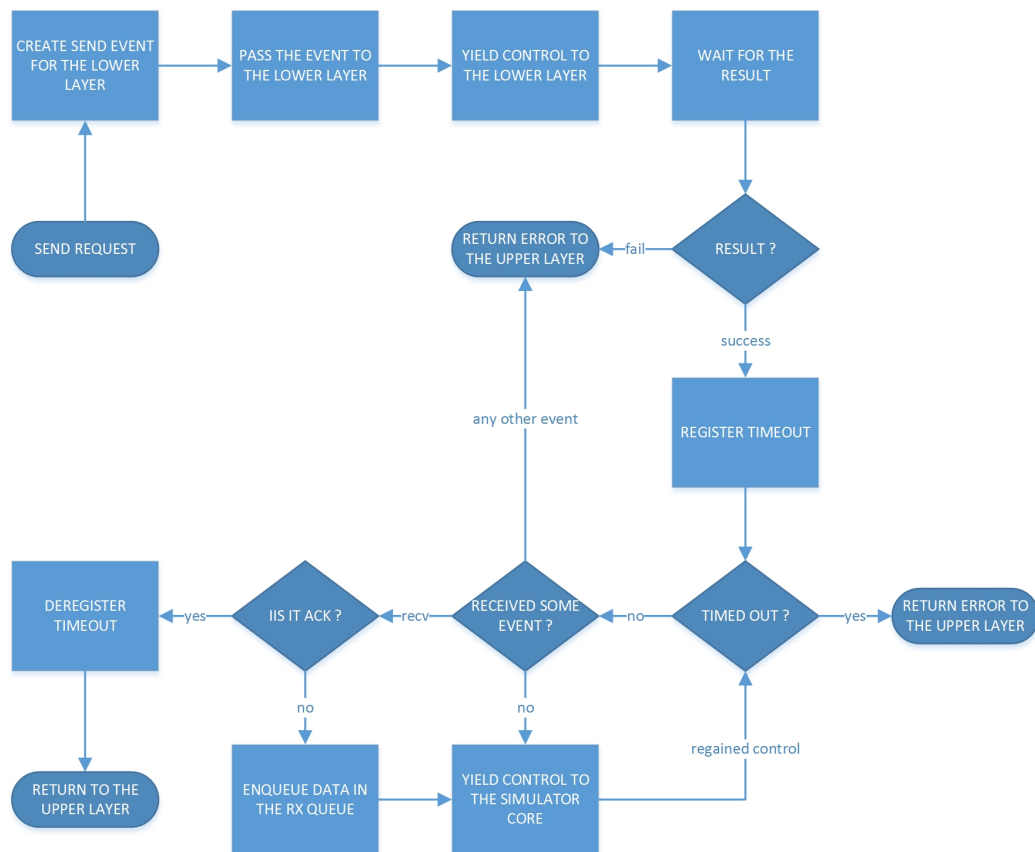 CREATE SEND EVENT
FOR THE LOWER
LAYER
PASS THE EVENT TO
THE LOWER LAYER
YIELD CONTROL TO
THE LOWER LAYER
WAIT FOR THE
RESULT
SEND REQUEST
RETURN ERROR TO
THE UPPER LAYER
fail
RESULT ?
success
any other event
REGISTER TIMEOUT
DEREGISTER
TIMEOUT
yes
IIS IT ACK ?
recv
RECEIVED SOME
EVENT ?
no
TIMED OUT ?
yes
RETURN ERROR TO
THE UPPER LAYER
no
no
regained control
RETURN TO THE
UPPER LAYER
ENQUEUE DATA IN
THE RX QUEUE
YIELD CONTROL TO
THE SIMULATOR
CORE